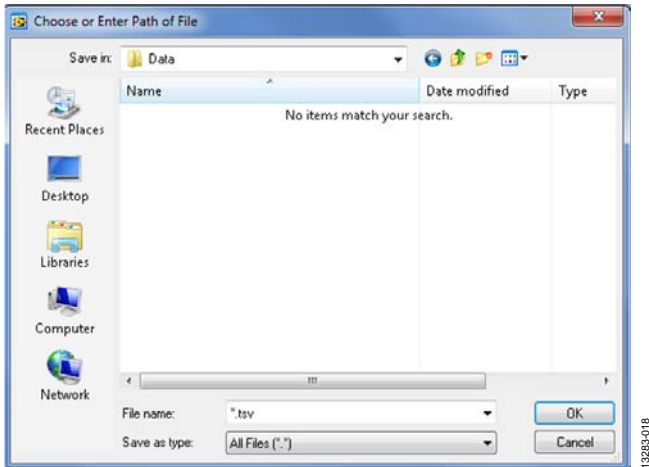 Choose or Enter Path of File
Save in: Data
Name Date modified Type
No items match your search.
Recent Places
Desktop
Libraries
Computer
Network
File name: *.tsv OK
Save as type: All Files (*.*) Cancel
13283-018